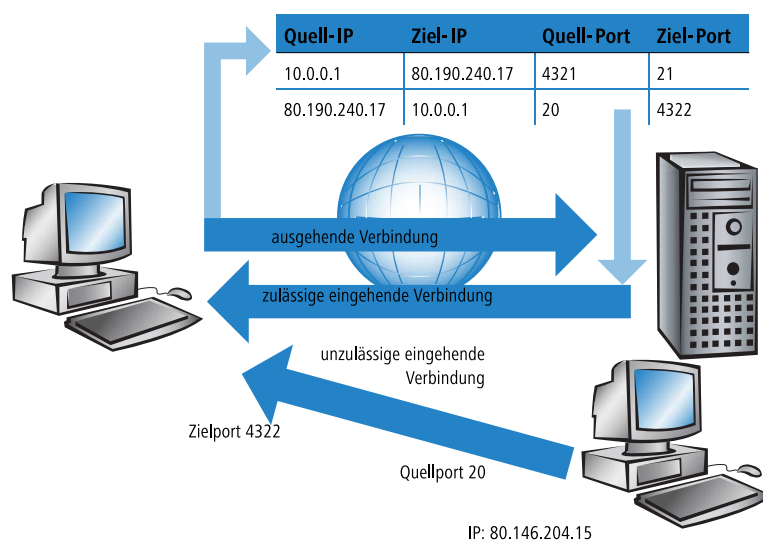 Quell-IP Ziel-IP Quell-Port Ziel-Port
10.0.0.1 80.190.240.17 4321 21
80.190.240.17 10.0.0.1 20 4322
ausgehende Verbindung
zulässige eingehende Verbindung
unzulässige eingehende
Verbindung
Zielport 4322
Quellport 20
IP: 80.146.204.15